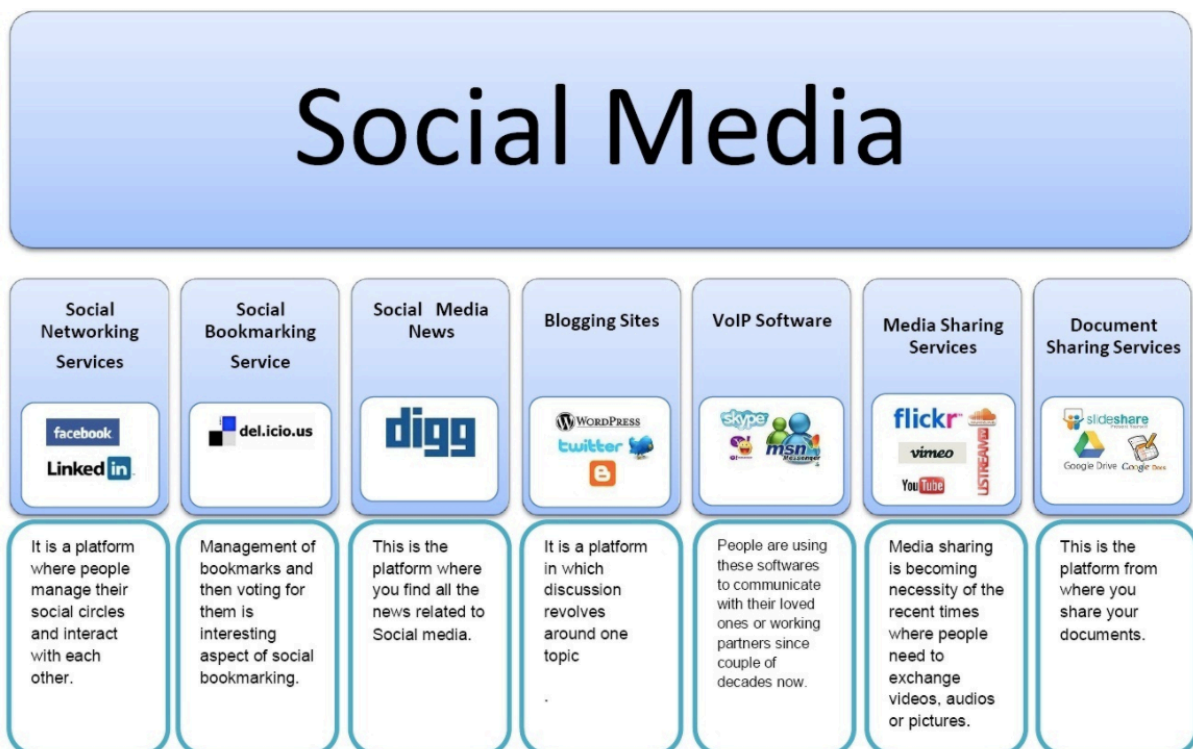 Social Media
Social
Networking
Services
facebook
Linked in
It is a platform
where people
manage their
social circles
and interact
with each
other.
Social
Bookmarking
Service
del.icio.us
Management of
bookmarks and
then voting for
them is
interesting
aspect of social
bookmarking.
Social Media
News
digg
This is the
platform where
you find all the
news related to
Social media.
Blogging Sites
WORDPRESS
twitter
It is a platform
in which
discussion
revolves
around one
topic
.
VoIP Software
skype
Y!
msn
Messenger
People are using
these softwares
to communicate
with their loved
ones or working
partners since
couple of
decades now.
Media Sharing
Services
flickr
vimeo
YouTube
USTREAM
Media sharing
is becoming
necessity of the
recent times
where people
need to
exchange
videos, audios
or pictures.
Document
Sharing Services
slideshare
Google Drive
Google Docs
This is the
platform from
where you
share your
documents.